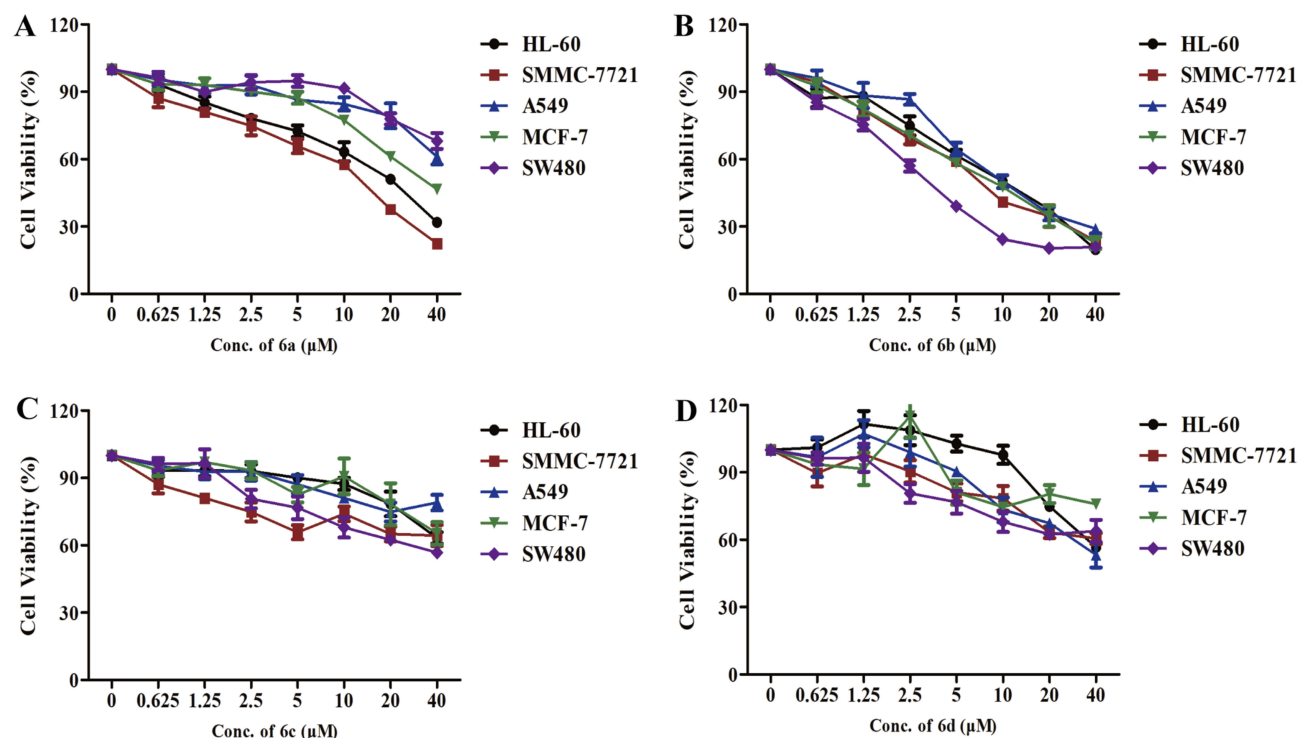 A
Cell Viability (%)
120
90
60
30
0
0 0.625 1.25 2.5 5 10 20 40
Conc. of 6a (μM)
HL-60
SMMC-7721
A549
MCF-7
SW480
B
Cell Viability (%)
120
90
60
30
0
0 0.625 1.25 2.5 5 10 20 40
Conc. of 6b (μM)
HL-60
SMMC-7721
A549
MCF-7
SW480
C
Cell Viability (%)
120
90
60
30
0
0 0.625 1.25 2.5 5 10 20 40
Conc. of 6c (μM)
HL-60
SMMC-7721
A549
MCF-7
SW480
D
Cell Viability (%)
120
90
60
30
0
0 0.625 1.25 2.5 5 10 20 40
Conc. of 6d (μM)
HL-60
SMMC-7721
A549
MCF-7
SW480